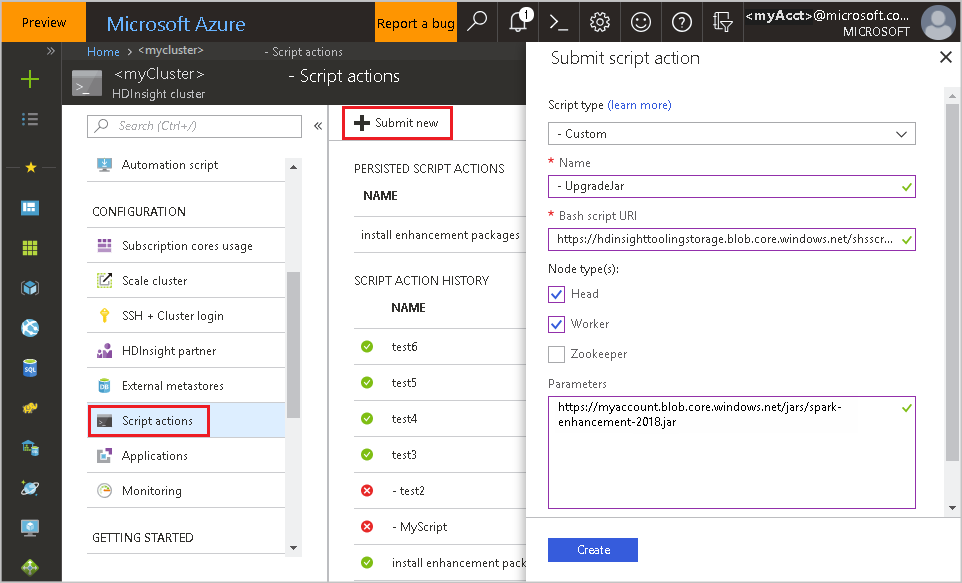 Preview
Microsoft Azure
Report a bug
1
>_
<myAcct>@microsoft.co...
MICROSOFT
Home > <mycluster> - Script actions
<myCluster> - Script actions
HDInsight cluster
Search (Ctrl+/)
Automation script
CONFIGURATION
Subscription cores usage
Scale cluster
SSH + Cluster login
HDInsight partner
External metastores
Script actions
Applications
Monitoring
GETTING STARTED
Submit new
PERSISTED SCRIPT ACTIONS
NAME
install enhancement packages
SCRIPT ACTION HISTORY
NAME
test6
test5
test4
test3
- test2
- MyScript
install enhancement pack
Submit script action
Script type (learn more)
- Custom
* Name
- UpgradeJar
* Bash script URI
https://hdinsighttoolingstorage.blob.core.windows.net/shsscr...
Node type(s):
Head
Worker
Zookeeper
Parameters
https://myaccount.blob.core.windows.net/jars/spark-
enhancement-2018.jar
Create